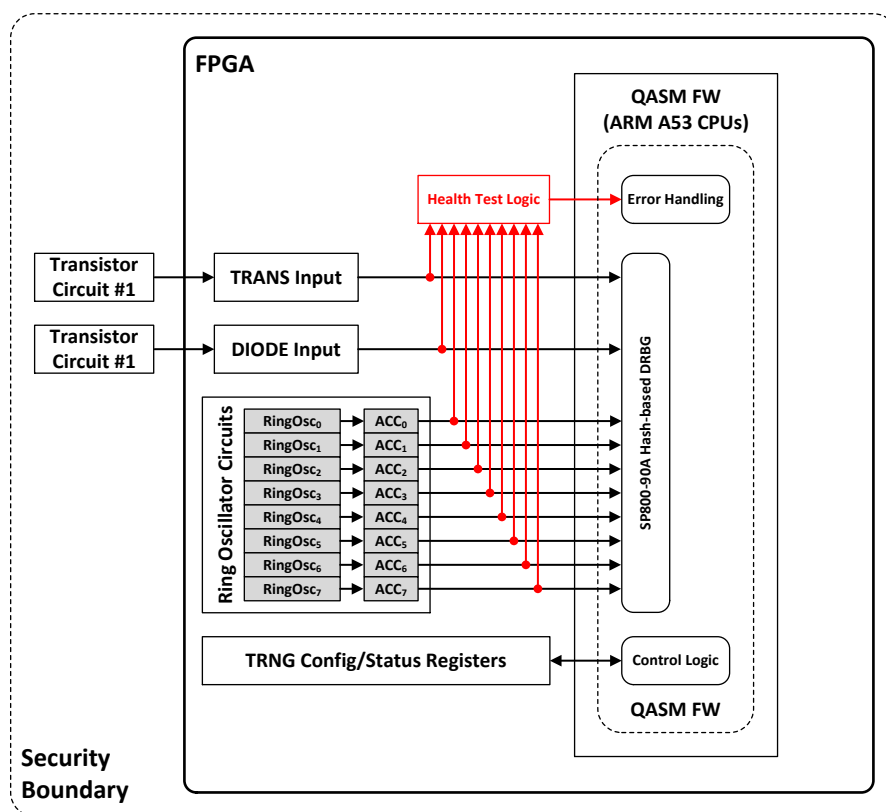 FPGA
QASM FW
(ARM A53 CPUs)
Health Test Logic
Error Handling
Transistor
Circuit #1
TRANS Input
Transistor
Circuit #1
DIODE Input
SP800-90A Hash-based DRBG
Ring Oscillator Circuits
RingOsc₀ ACC₀
RingOsc₁ ACC₁
RingOsc₂ ACC₂
RingOsc₃ ACC₃
RingOsc₄ ACC₄
RingOsc₅ ACC₅
RingOsc₆ ACC₆
RingOsc₇ ACC₇
TRNG Config/Status Registers
Control Logic
QASM FW
Security
Boundary